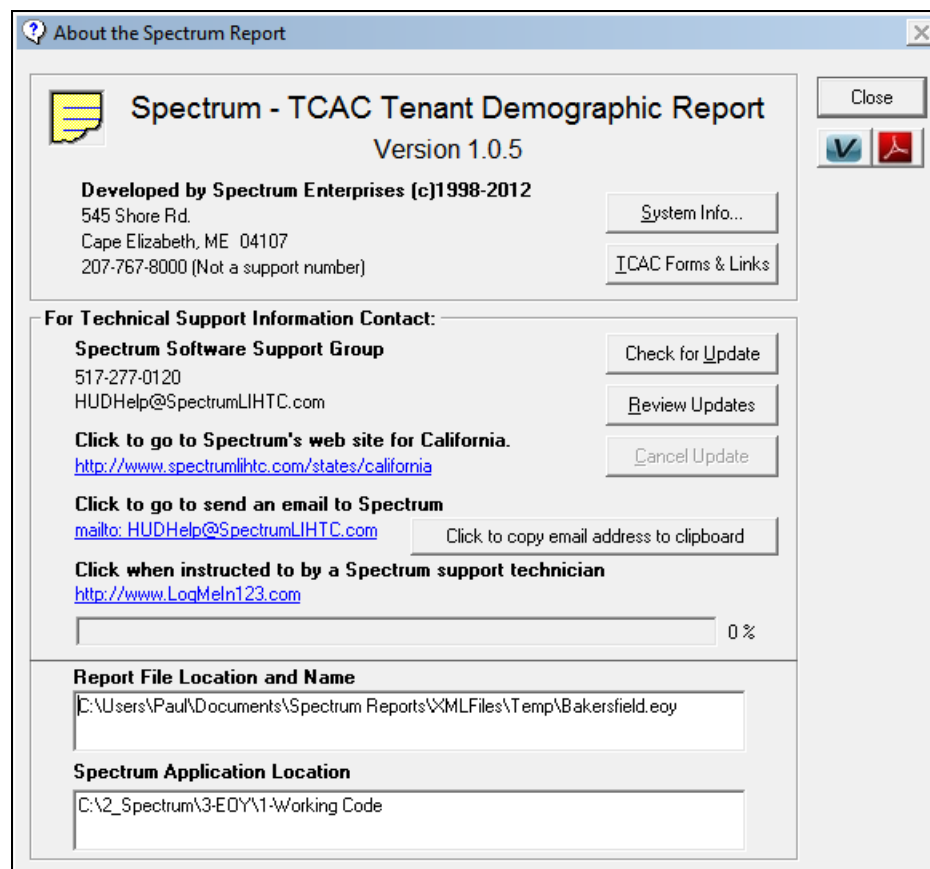 About the Spectrum Report
Spectrum - TCAC Tenant Demographic Report
Version 1.0.5
Close
Developed by Spectrum Enterprises (c)1998-2012
545 Shore Rd.
Cape Elizabeth, ME 04107
207-767-8000 (Not a support number)
System Info...
TCAC Forms & Links
For Technical Support Information Contact:
Spectrum Software Support Group
517-277-0120
HUDHelp@SpectrumLIHTC.com
Check for Update
Review Updates
Cancel Update
Click to go to Spectrum's web site for California.
http://www.spectrumlihtc.com/states/california
Click to go to send an email to Spectrum
mailto: HUDHelp@SpectrumLIHTC.com
Click to copy email address to clipboard
Click when instructed to by a Spectrum support technician
http://www.LogMeIn123.com
0 %
Report File Location and Name
C:\Users\Paul\Documents\Spectrum Reports\XMLFiles\Temp\Bakersfield.eoy
Spectrum Application Location
C:\2_Spectrum\3-EOY\1-Working Code